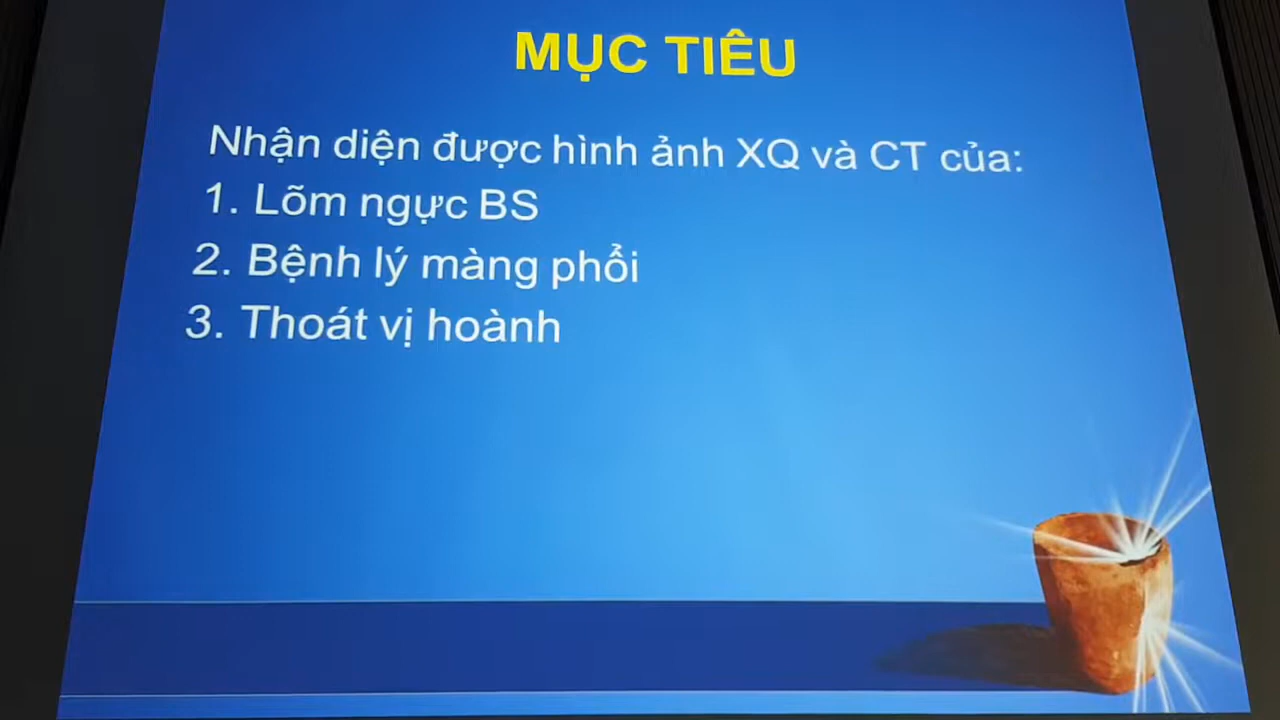 MỤC TIÊU
Nhận diện được hình ảnh XQ và CT của:
1. Lõm ngực BS
2. Bệnh lý màng phổi
3. Thoát vị hoành